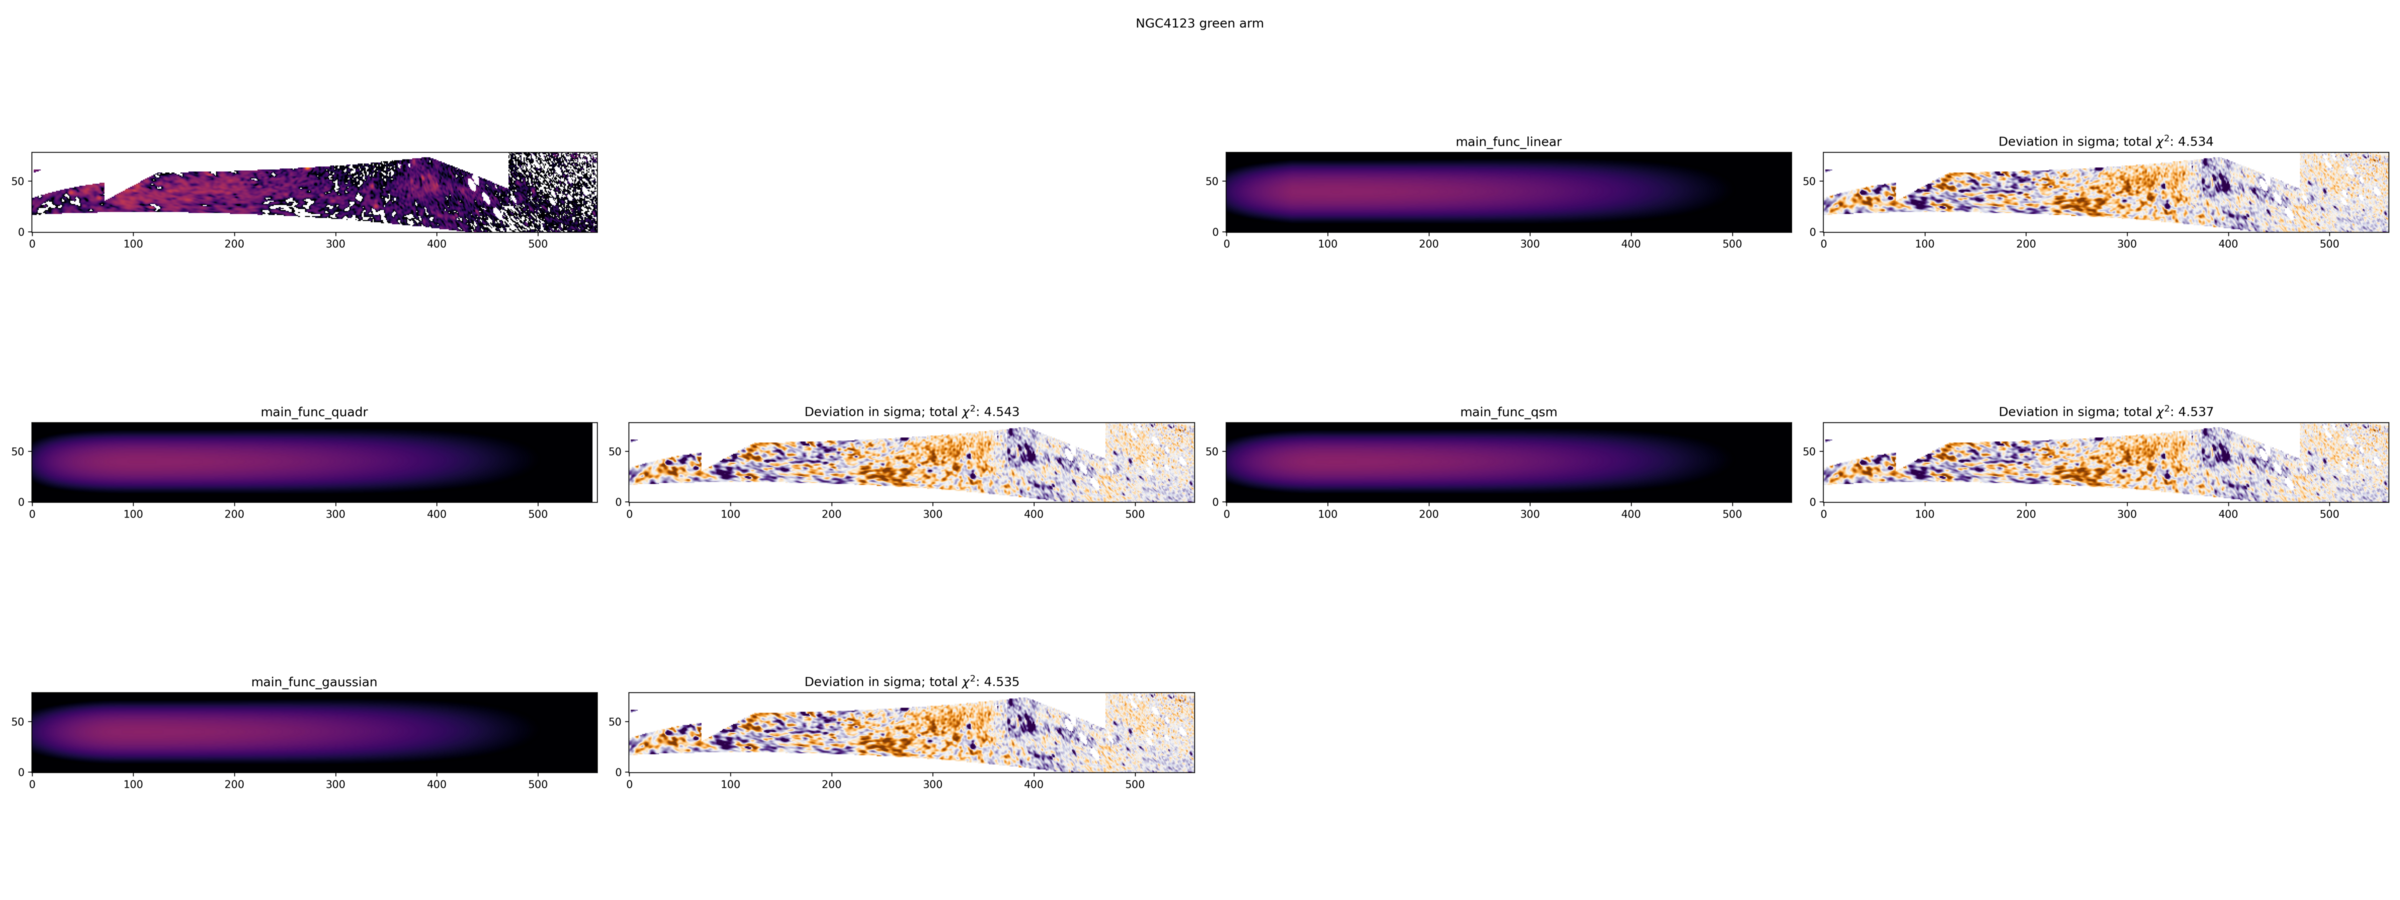 NGC4123 green arm
50
0
0 100 200 300 400 500
main_func_linear
50
0
0 100 200 300 400 500
Deviation in sigma; total χ²: 4.534
50
0
0 100 200 300 400 500
main_func_quadr
50
0
0 100 200 300 400 500
Deviation in sigma; total χ²: 4.543
50
0
0 100 200 300 400 500
main_func_qsm
50
0
0 100 200 300 400 500
Deviation in sigma; total χ²: 4.537
50
0
0 100 200 300 400 500
main_func_gaussian
50
0
0 100 200 300 400 500
Deviation in sigma; total χ²: 4.535
50
0
0 100 200 300 400 500